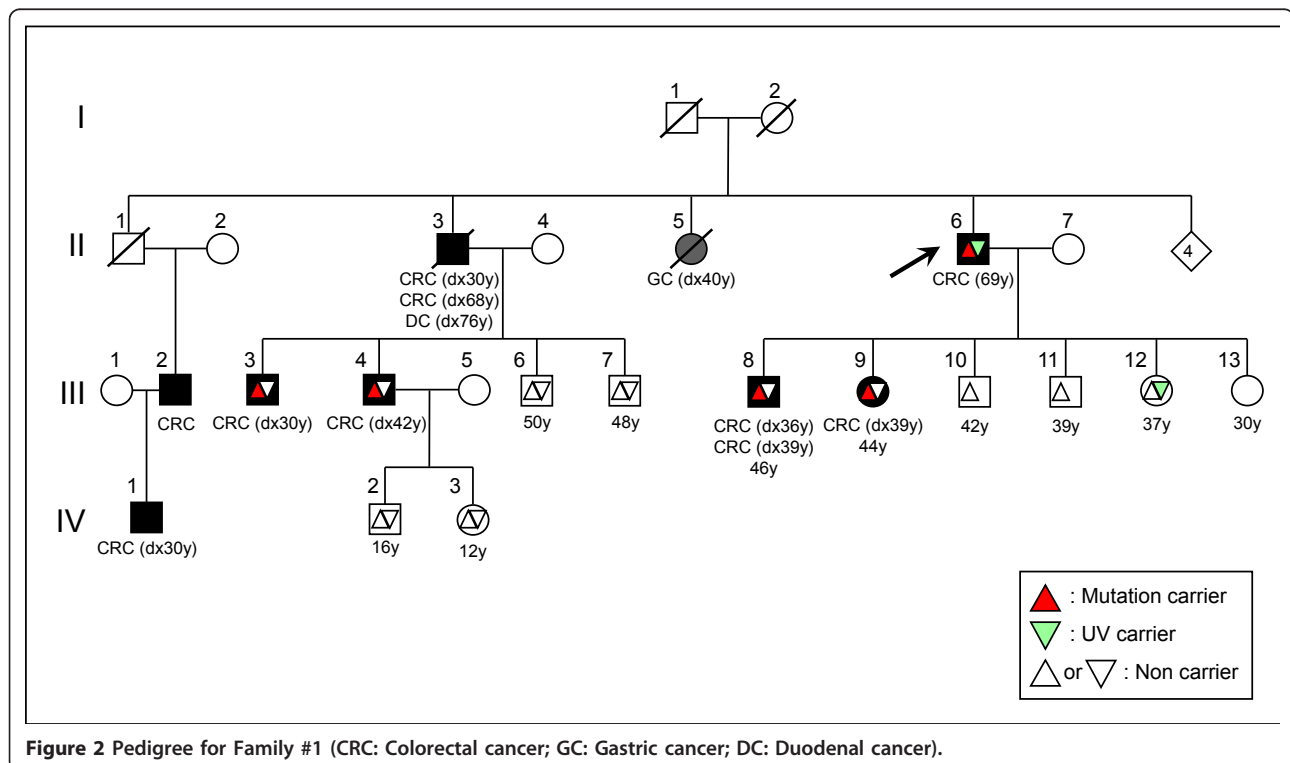 1 2
I
1 2 3 4 5 6 7
II
4
CRC (dx30y) GC (dx40y) CRC (69y)
CRC (dx68y)
DC (dx76y)
1 2 3 4 5 6 7 8 9 10 11 12 13
III
CRC CRC (dx30y) CRC (dx42y) 50y 48y CRC (dx36y) CRC (dx39y) 42y 39y 37y 30y
CRC (dx39y) 44y
46y
1 2 3
IV
CRC (dx30y) 16y 12y
: Mutation carrier
: UV carrier
or : Non carrier
Figure 2 Pedigree for Family #1 (CRC: Colorectal cancer; GC: Gastric cancer; DC: Duodenal cancer).